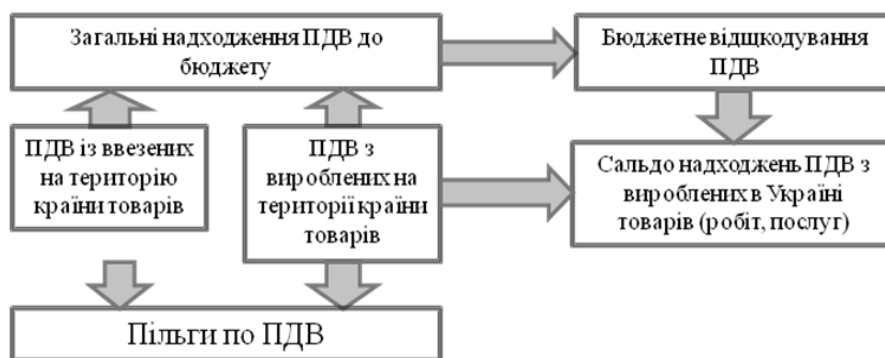 Загальні надходження ПДВ до
бюджету
Бюджетне відщкодування
ПДВ
ПДВ із ввезених
на територію
країни товарів
ПДВ з
вироблених на
території країни
товарів
Сальдо надходжень ПДВ з
вироблених в Україні
товарів (робіт, послуг)
Пільги по ПДВ